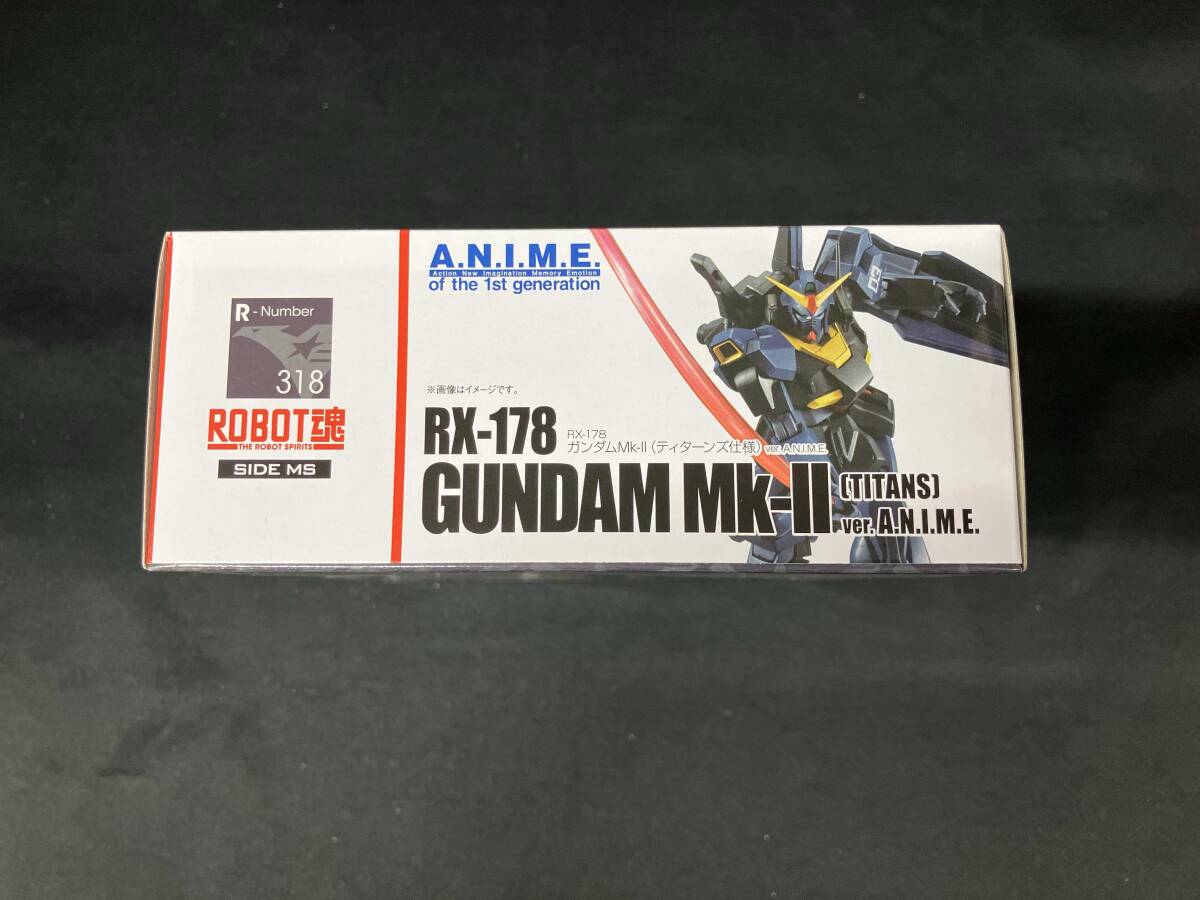 R - Number
318
ROBOT魂
THE ROBOT SPIRITS
SIDE MS
A.N.I.M.E.
Action New Imagination Memory Emotion
of the 1st generation
03
※画像はイメージです。
RX-178
RX-178
ガンダムMk-II（ティターンズ仕様） ver. A.N.I.M.E.
GUNDAM Mk-II
(TITANS)
ver. A.N.I.M.E.